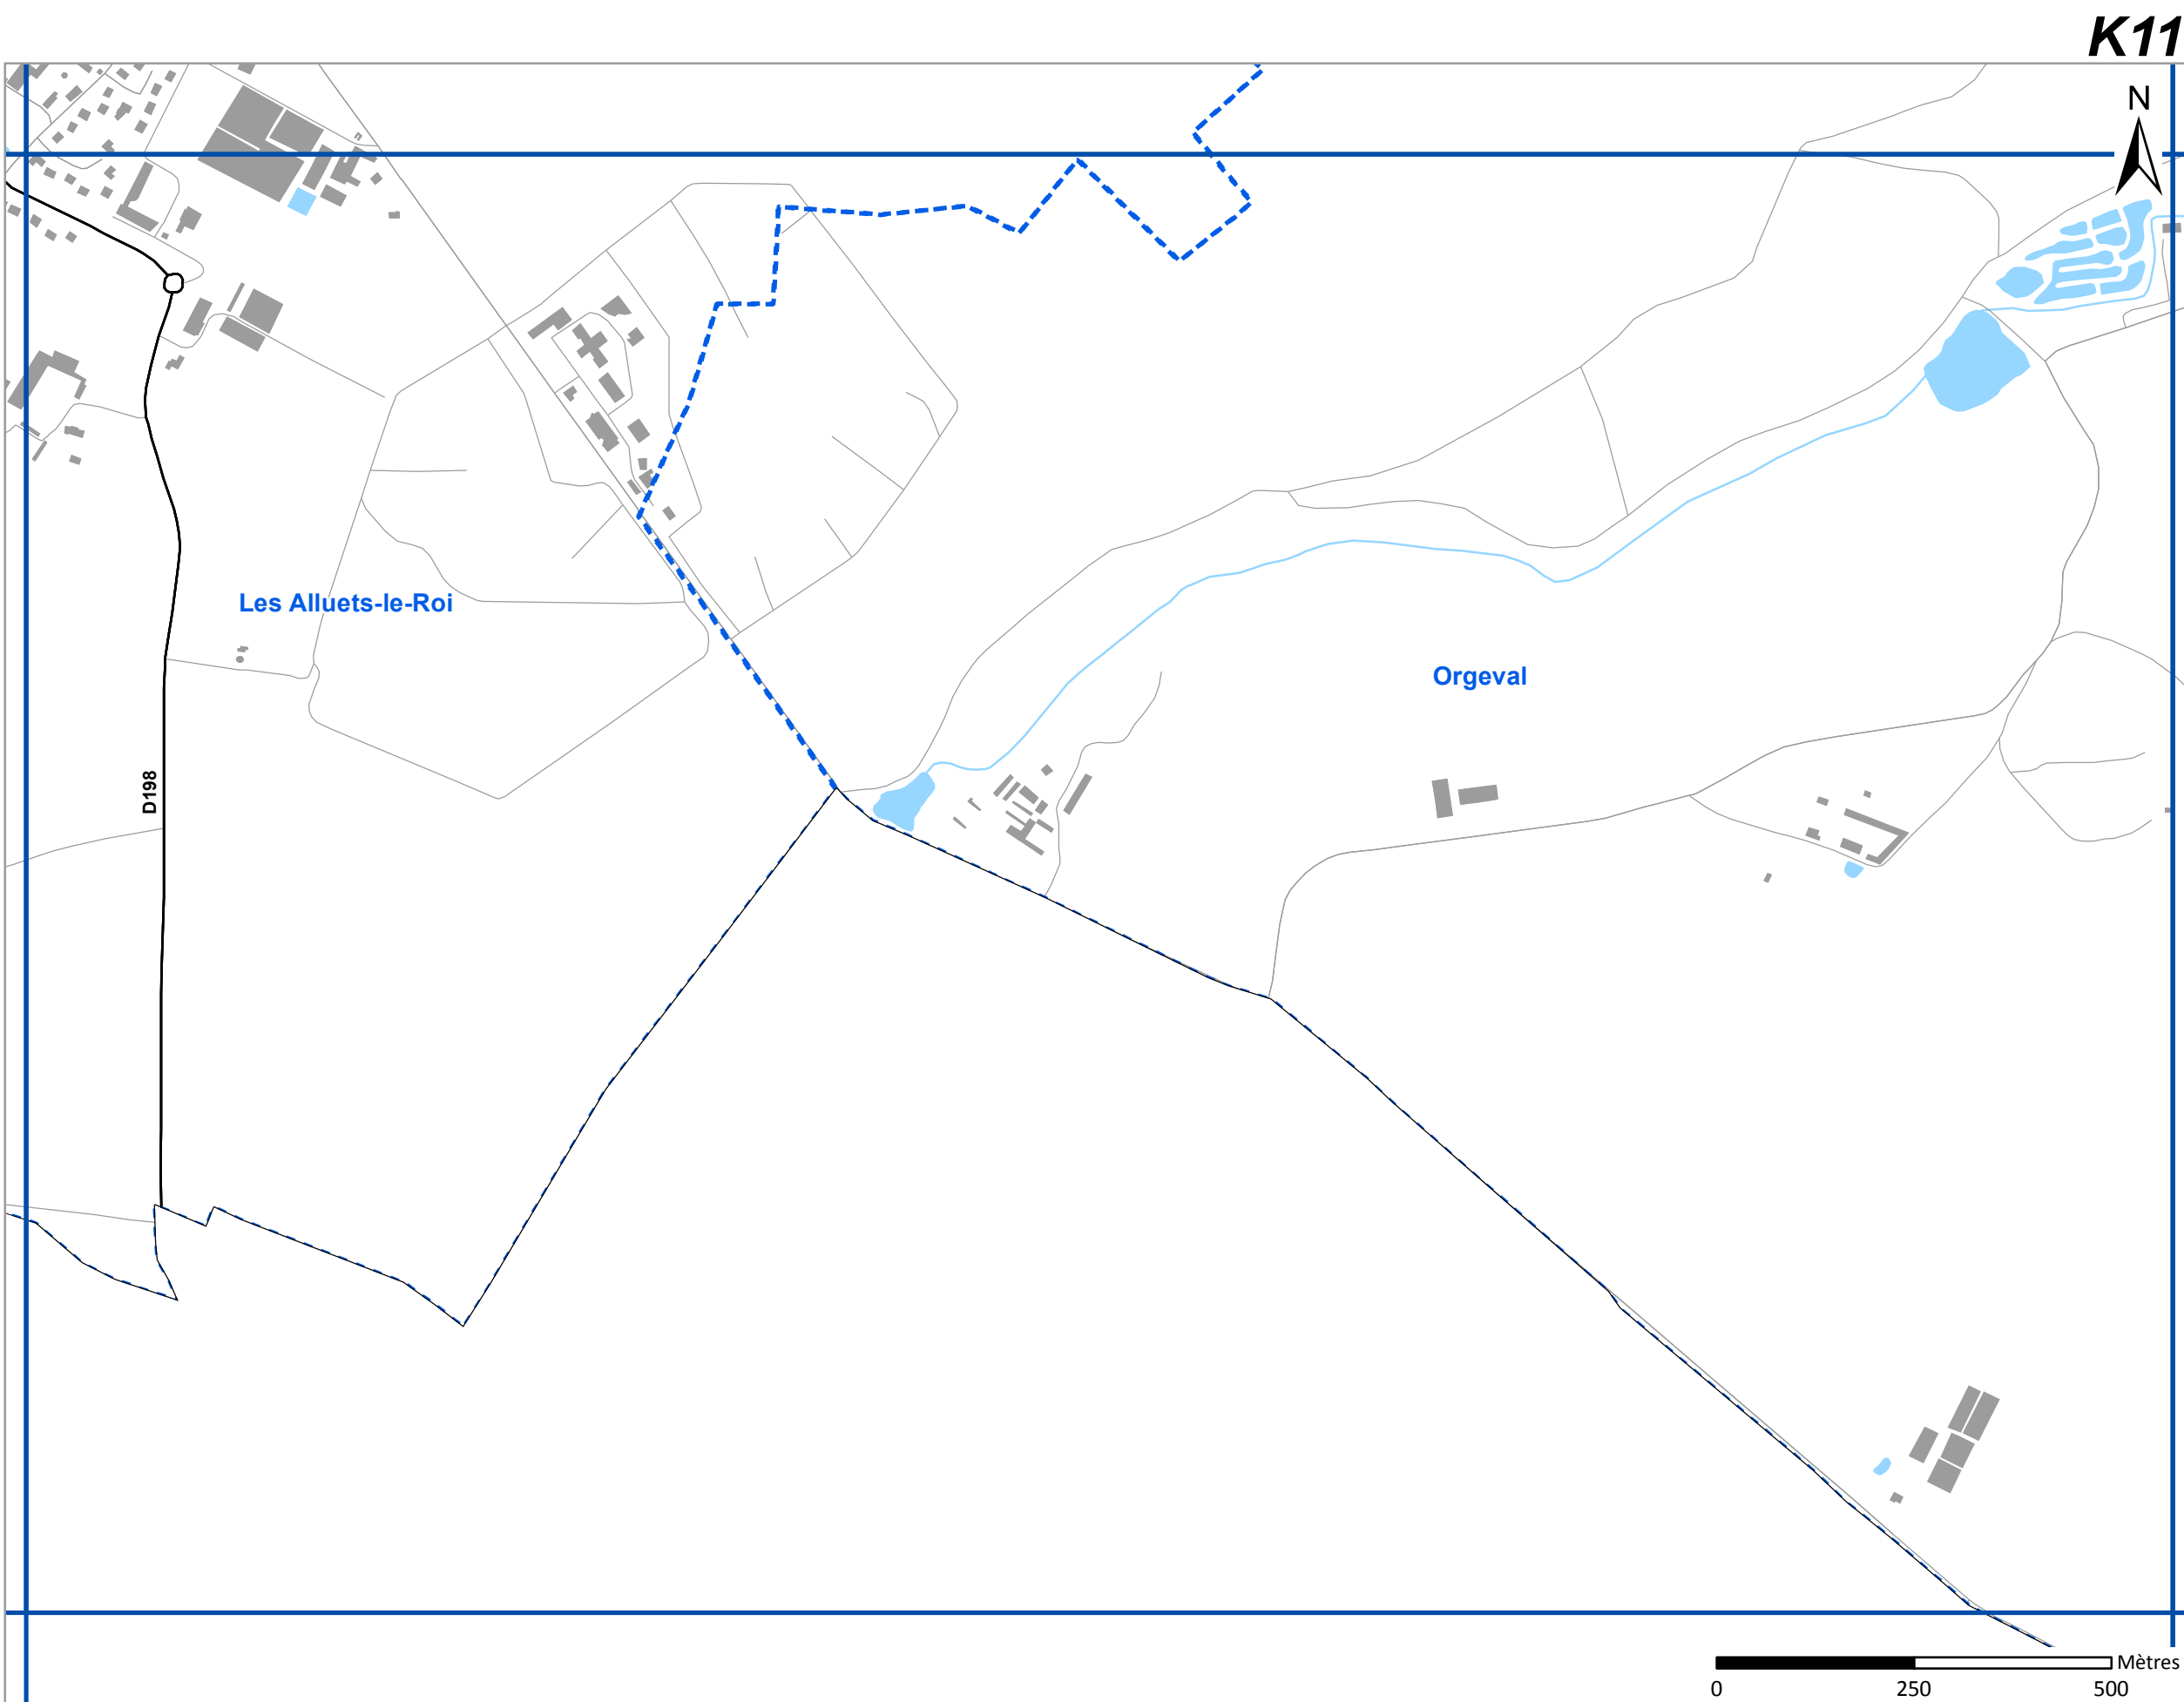 K11
N
Les Alluets-le-Roi
Orgeval
D198
Mètres
0 250 500